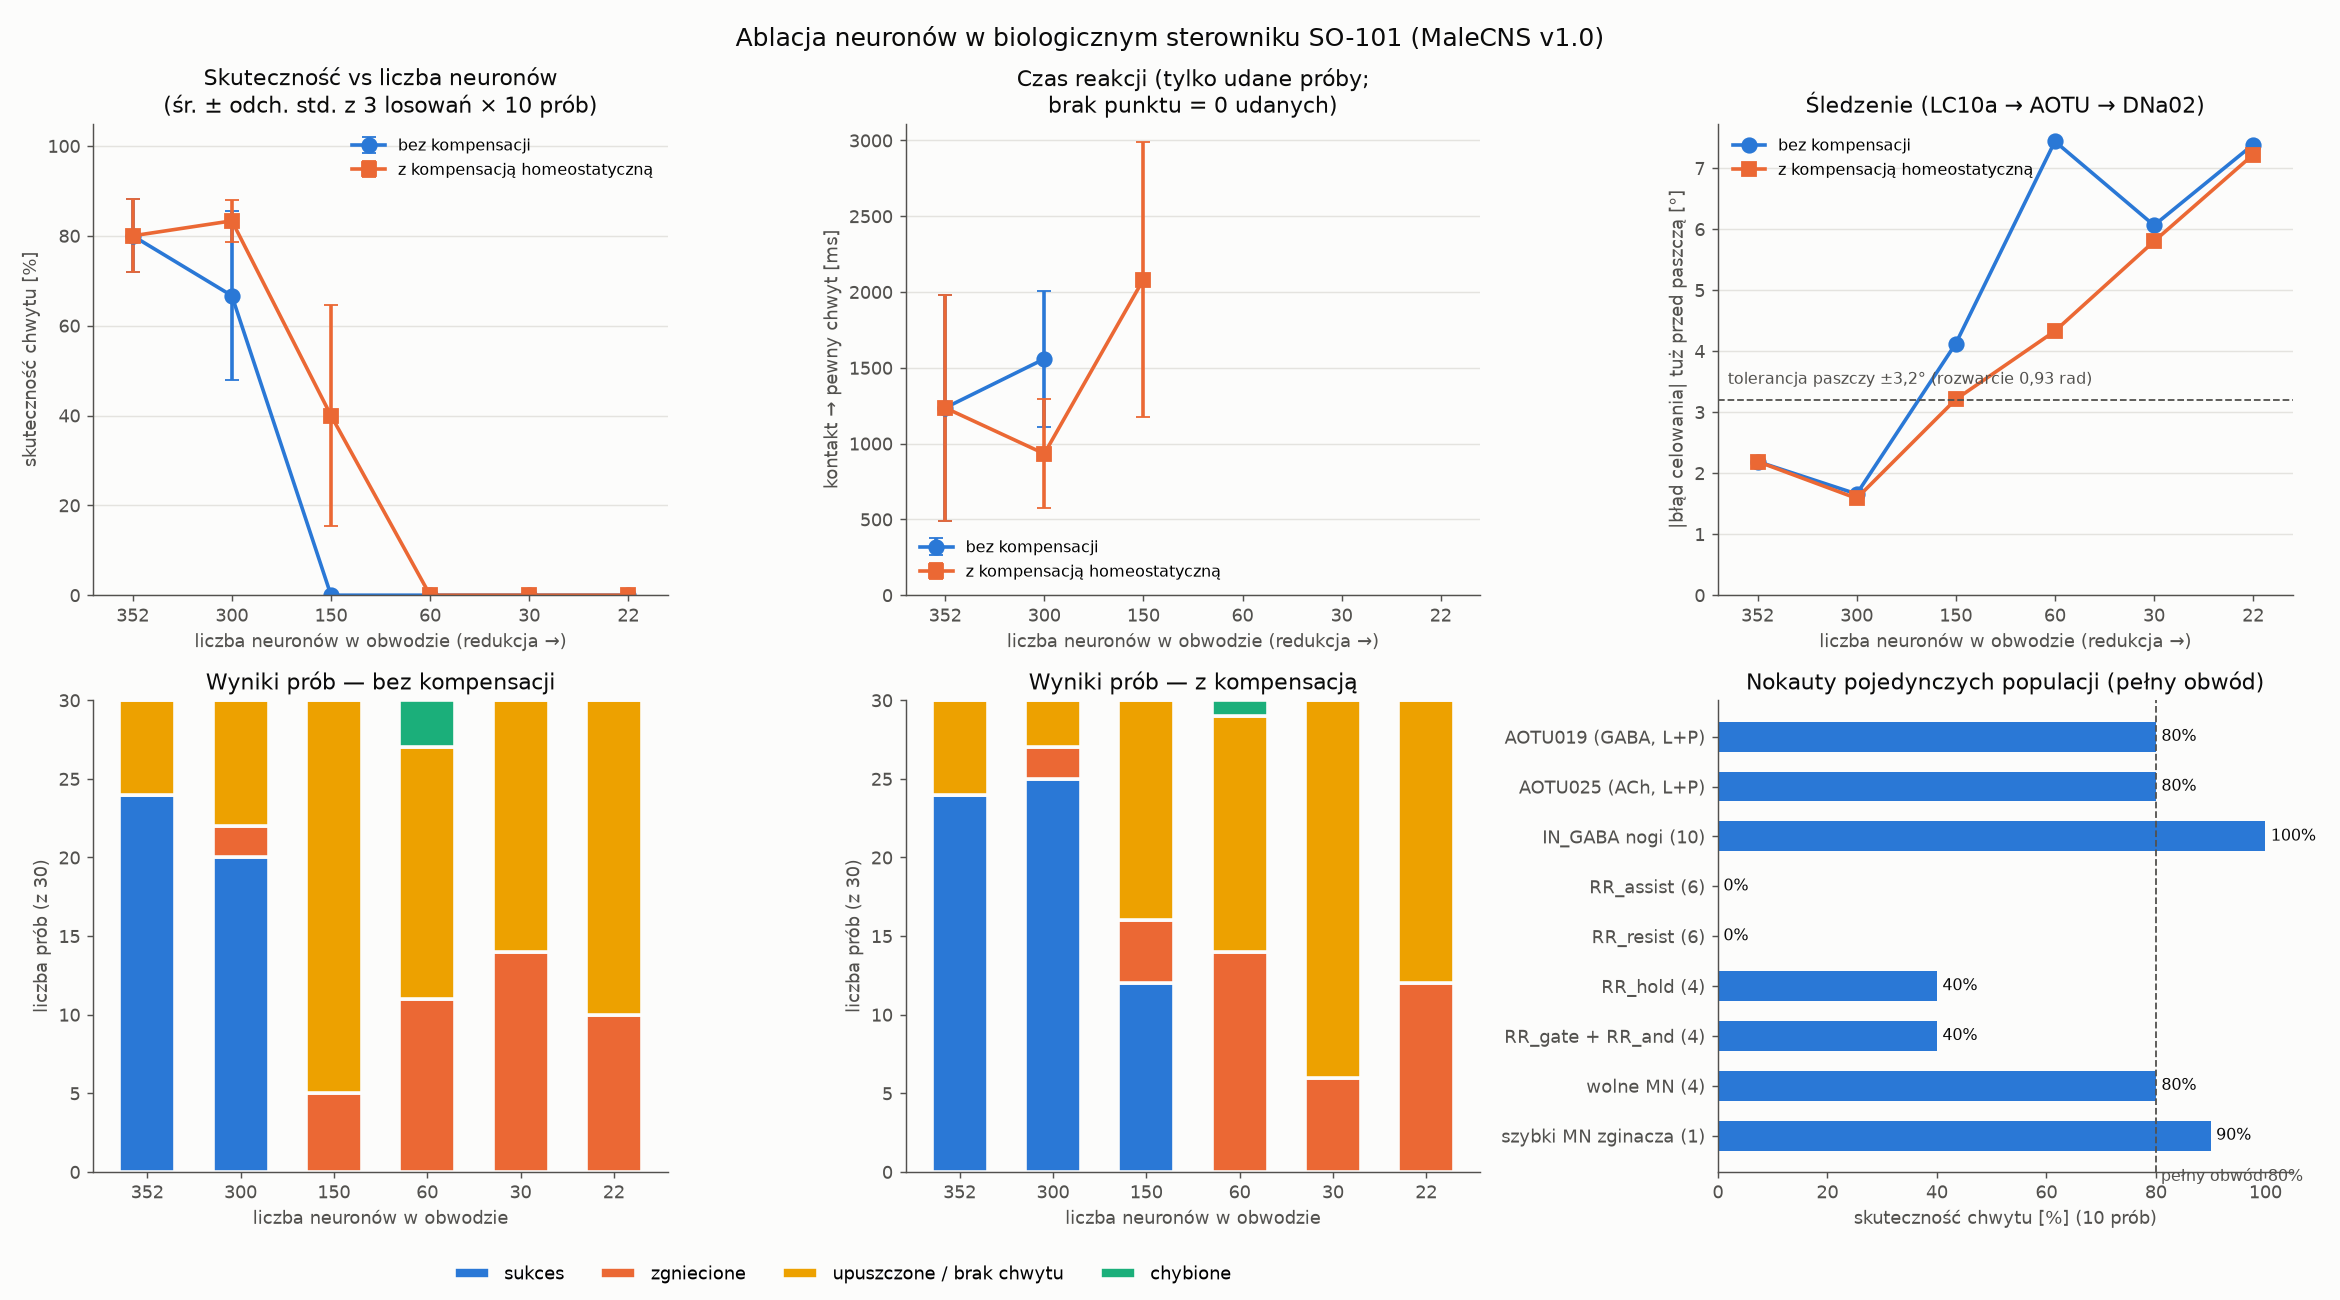 Ablacja neuronów w biologicznym sterowniku SO-101 (MaleCNS v1.0)
Skuteczność vs liczba neuronów
(śr. ± odch. std. z 3 losowań × 10 prób)
bez kompensacji
z kompensacją homeostatyczną
skuteczność chwytu [%]
100
80
60
40
20
0
352 300 150 60 30 22
liczba neuronów w obwodzie (redukcja →)
Czas reakcji (tylko udane próby;
brak punktu = 0 udanych)
kontakt → pewny chwyt [ms]
3000
2500
2000
1500
1000
500
0
bez kompensacji
z kompensacją homeostatyczną
352 300 150 60 30 22
liczba neuronów w obwodzie (redukcja →)
Śledzenie (LC10a → AOTU → DNa02)
bez kompensacji
z kompensacją homeostatyczną
|błąd celowania| tuż przed paszczą [°]
7
6
5
4
tolerancja paszczy ±3,2° (rozwarcie 0,93 rad)
3
2
1
0
352 300 150 60 30 22
liczba neuronów w obwodzie (redukcja →)
Wyniki prób — bez kompensacji
liczba prób (z 30)
30
25
20
15
10
5
0
352 300 150 60 30 22
liczba neuronów w obwodzie
Wyniki prób — z kompensacją
liczba prób (z 30)
30
25
20
15
10
5
0
352 300 150 60 30 22
liczba neuronów w obwodzie
Nokauty pojedynczych populacji (pełny obwód)
AOTU019 (GABA, L+P) 80%
AOTU025 (ACh, L+P) 80%
IN_GABA nogi (10) 100%
RR_assist (6) 0%
RR_resist (6) 0%
RR_hold (4) 40%
RR_gate + RR_and (4) 40%
wolne MN (4) 80%
szybki MN zginacza (1) 90%
pełny obwód 80%
0 20 40 60 80 100
skuteczność chwytu [%] (10 prób)
sukces zgniecione upuszczone / brak chwytu chybione